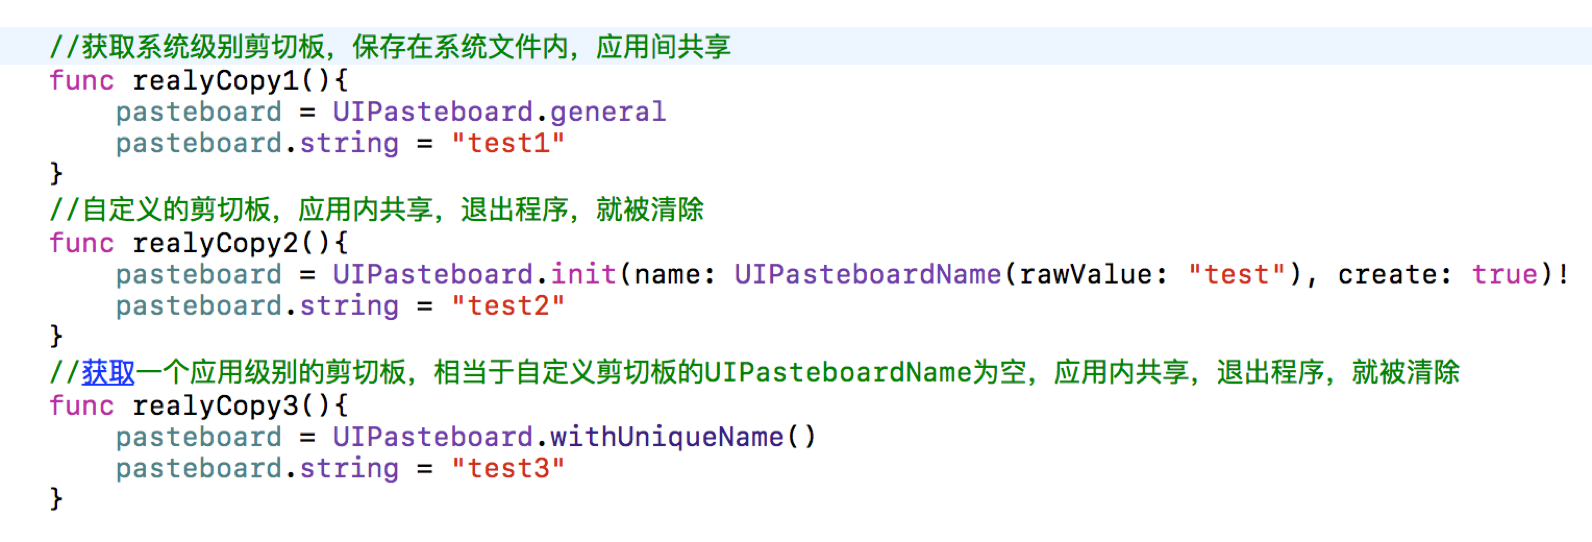 //获取系统级别剪切板，保存在系统文件内，应用间共享
func realyCopy1(){
    pasteboard = UIPasteboard.general
    pasteboard.string = "test1"
}
//自定义的剪切板，应用内共享，退出程序，就被清除
func realyCopy2(){
    pasteboard = UIPasteboard.init(name: UIPasteboardName(rawValue: "test"), create: true)!
    pasteboard.string = "test2"
}
//获取一个应用级别的剪切板，相当于自定义剪切板的UIPasteboardName为空，应用内共享，退出程序，就被清除
func realyCopy3(){
    pasteboard = UIPasteboard.withUniqueName()
    pasteboard.string = "test3"
}